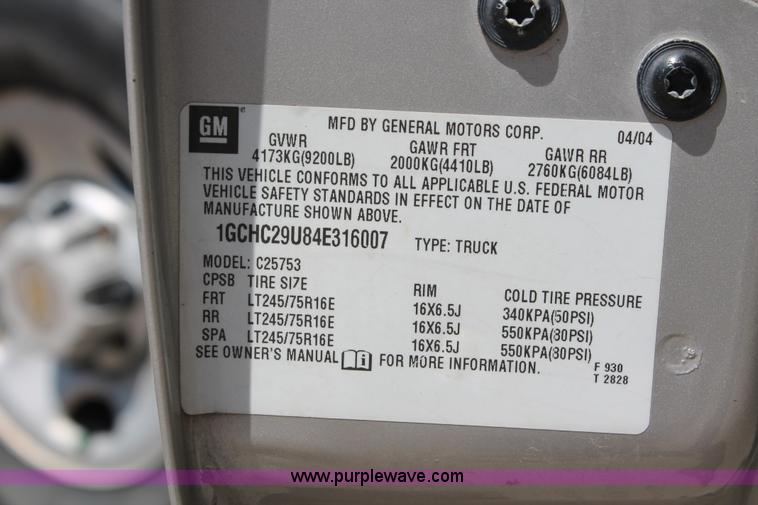 GM
MFD BY GENERAL MOTORS CORP. 04/04
GVWR GAWR FRT GAWR RR
4173KG(9200LB) 2000KG(4410LB) 2760KG(6084LB)
THIS VEHICLE CONFORMS TO ALL APPLICABLE U.S. FEDERAL MOTOR
VEHICLE SAFETY STANDARDS IN EFFECT ON THE DATE OF
MANUFACTURE SHOWN ABOVE.
1GCHC29U84E316007 TYPE: TRUCK
MODEL: C25753
CPSB TIRE SIZE RIM COLD TIRE PRESSURE
FRT LT245/75R16E 16X6.5J 340KPA(50PSI)
RR LT245/75R16E 16X6.5J 550KPA(80PSI)
SPA LT245/75R16E 16X6.5J 550KPA(80PSI)
SEE OWNER'S MANUAL FOR MORE INFORMATION.
F 930
T 2828
www.purplewave.com